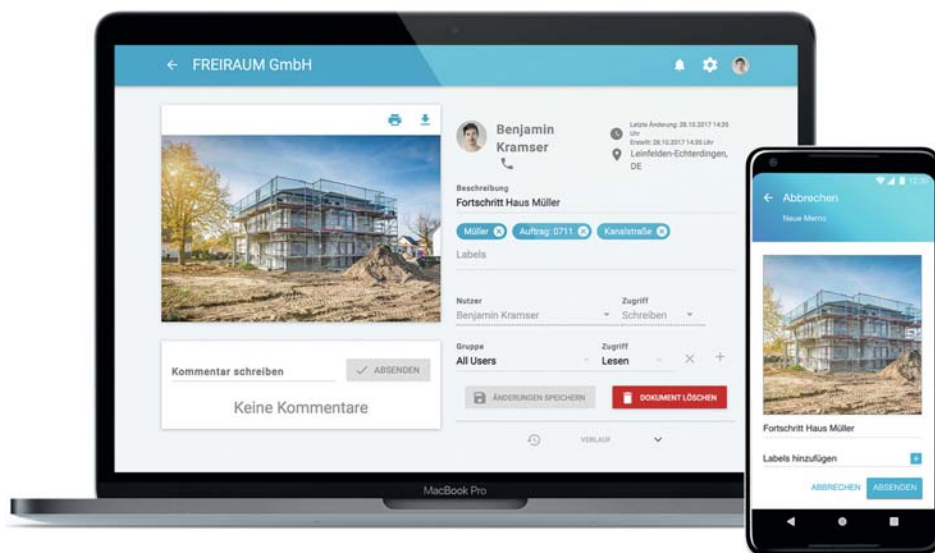 FREIRAUM GmbH
Benjamin
Kramser
Letzte Änderung: 28.10.2017 14:35
Uhr
Erstellt: 28.10.2017 14:35 Uhr
Leinfelden-Echterdingen,
DE
Beschreibung
Fortschritt Haus Müller
Müller
Auftrag: 0711
Kanalstraße
Labels
Nutzer
Zugriff
Benjamin Kramser
Schreiben
Gruppe
Zugriff
All Users
Lesen
ÄNDERUNGEN SPEICHERN
DOKUMENT LÖSCHEN
VERLAUF
Kommentar schreiben
ABSENDEN
Keine Kommentare
MacBook Pro
12:30
Abbrechen
Neue Memo
Fortschritt Haus Müller
Labels hinzufügen
ABBRECHEN
ABSENDEN